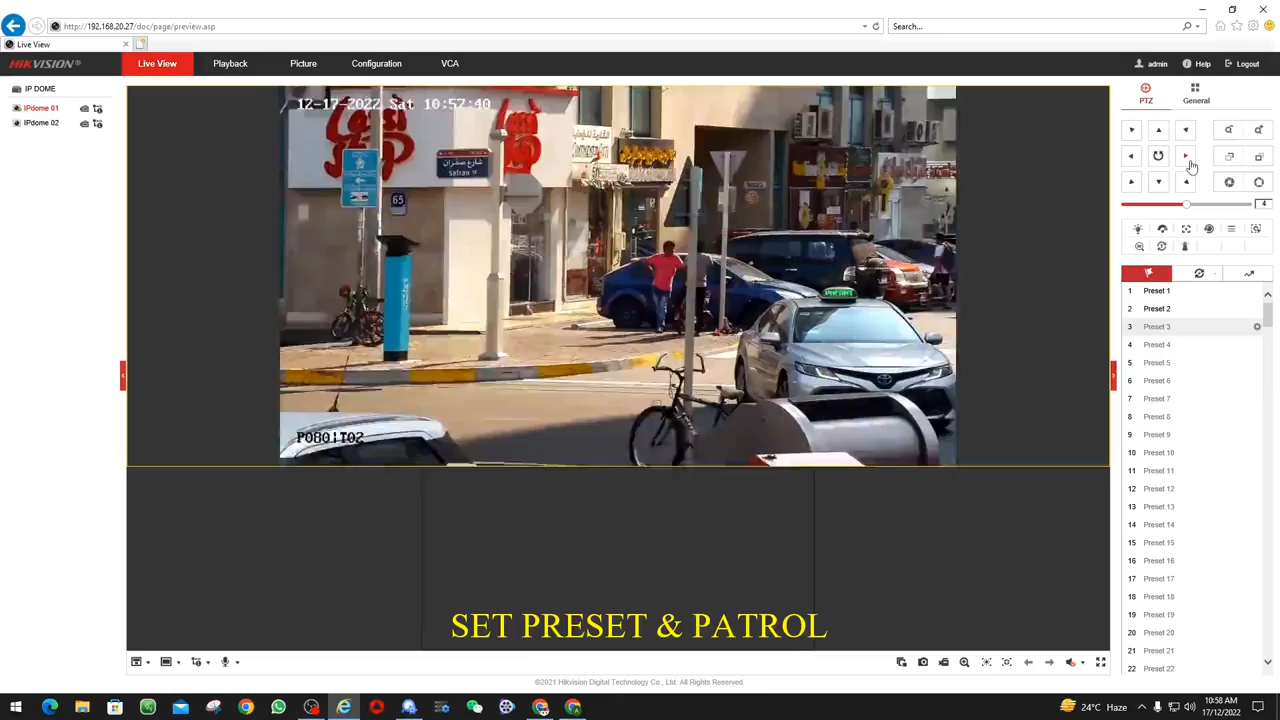 http://192.168.20.27/doc/page/preview.asp
Search...
Live View
HIKVISION®
Live View
Playback
Picture
Configuration
VCA
admin
Help
Logout
IP DOME
IPdome 01
IPdome 02
12-17-2022 Sat 10:57:40
شارع صفران
Safran St
65
P080|T02
SET PRESET & PATROL
PTZ
General
4
1 Preset 1
2 Preset 2
3 Preset 3
4 Preset 4
5 Preset 5
6 Preset 6
7 Preset 7
8 Preset 8
9 Preset 9
10 Preset 10
11 Preset 11
12 Preset 12
13 Preset 13
14 Preset 14
15 Preset 15
16 Preset 16
17 Preset 17
18 Preset 18
19 Preset 19
20 Preset 20
21 Preset 21
22 Preset 22
©2021 Hikvision Digital Technology Co., Ltd. All Rights Reserved.
24°C Haze
10:58 AM
17/12/2022